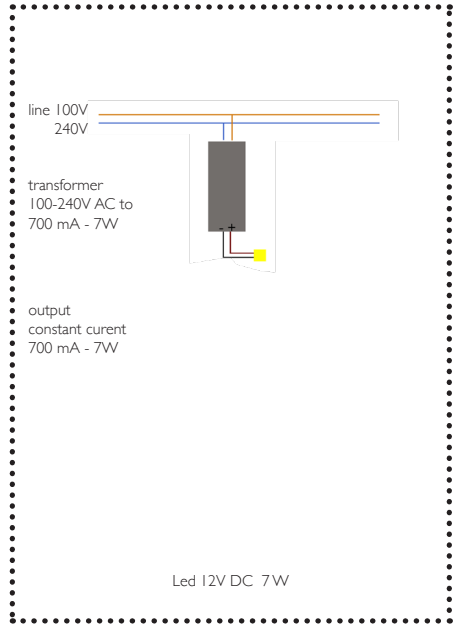 line 100V
240V
transformer
100-240V AC to
700 mA - 7W
- +
output
constant curent
700 mA - 7W
Led 12V DC 7 W